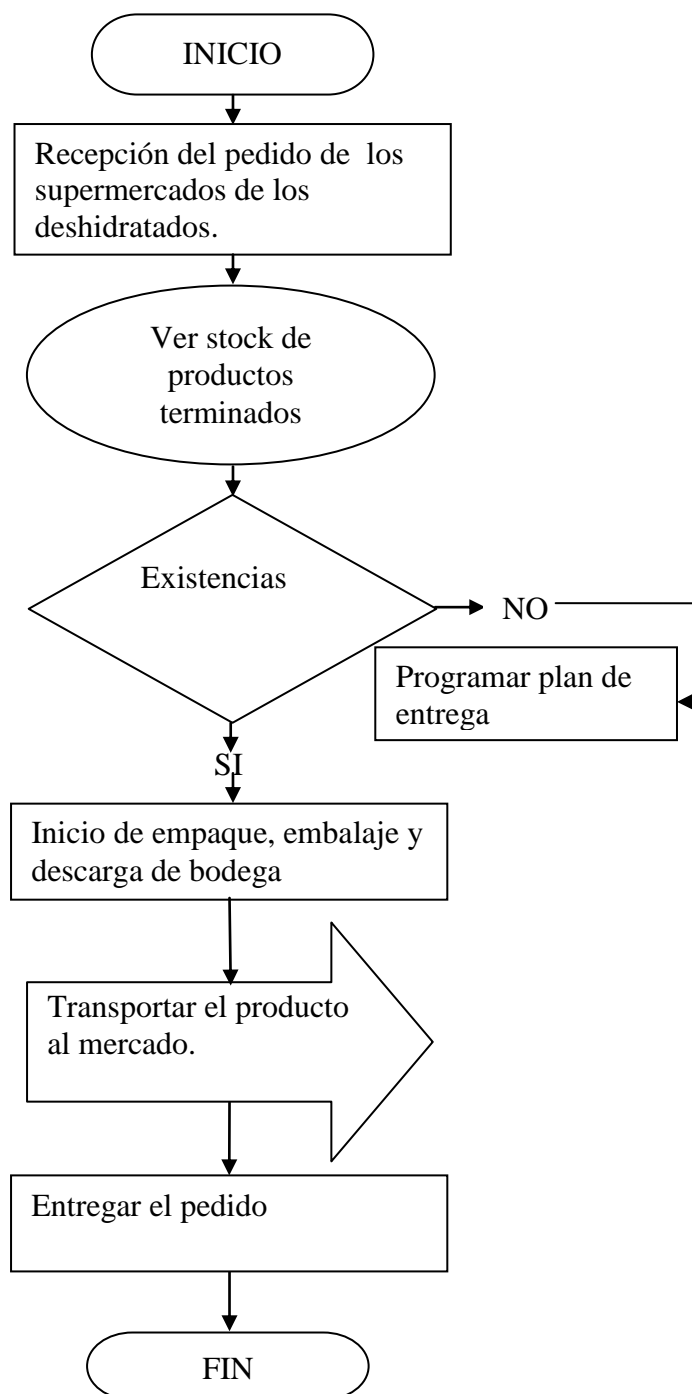 INICIO
Recepción del pedido de los
supermercados de los
deshidratados.
Ver stock de
productos
terminados
Existencias
NO
Programar plan de
entrega
SI
Inicio de empaque, embalaje y
descarga de bodega
Transportar el producto
al mercado.
Entregar el pedido
FIN